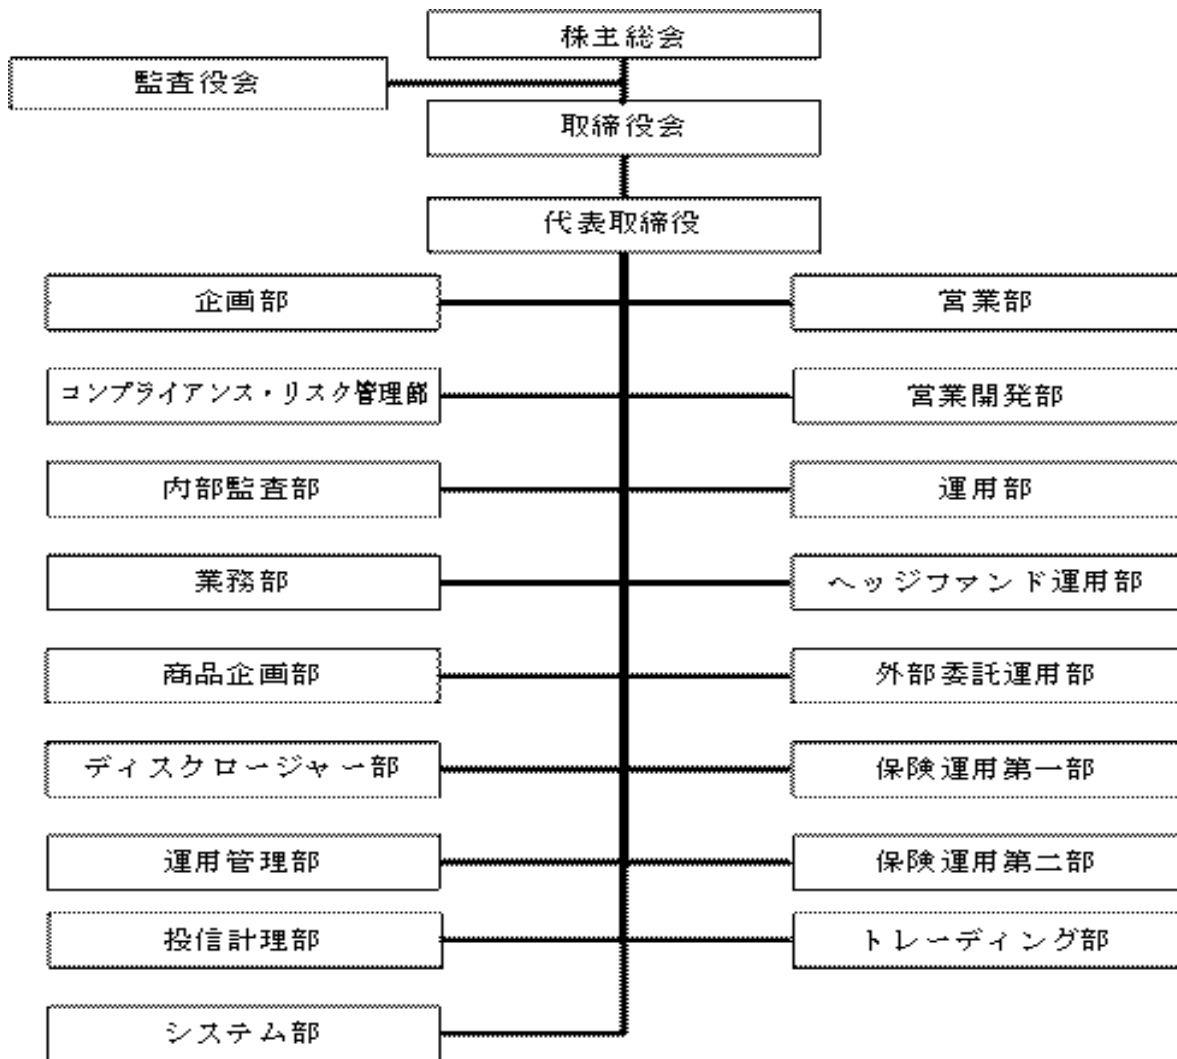 株主総会
監査役会
取締役会
代表取締役
企画部
営業部
コンプライアンス・リスク管理部
営業開発部
内部監査部
運用部
業務部
ヘッジファンド運用部
商品企画部
外部委託運用部
ディスクロージャー部
保険運用第一部
運用管理部
保険運用第二部
投信計理部
トレーディング部
システム部